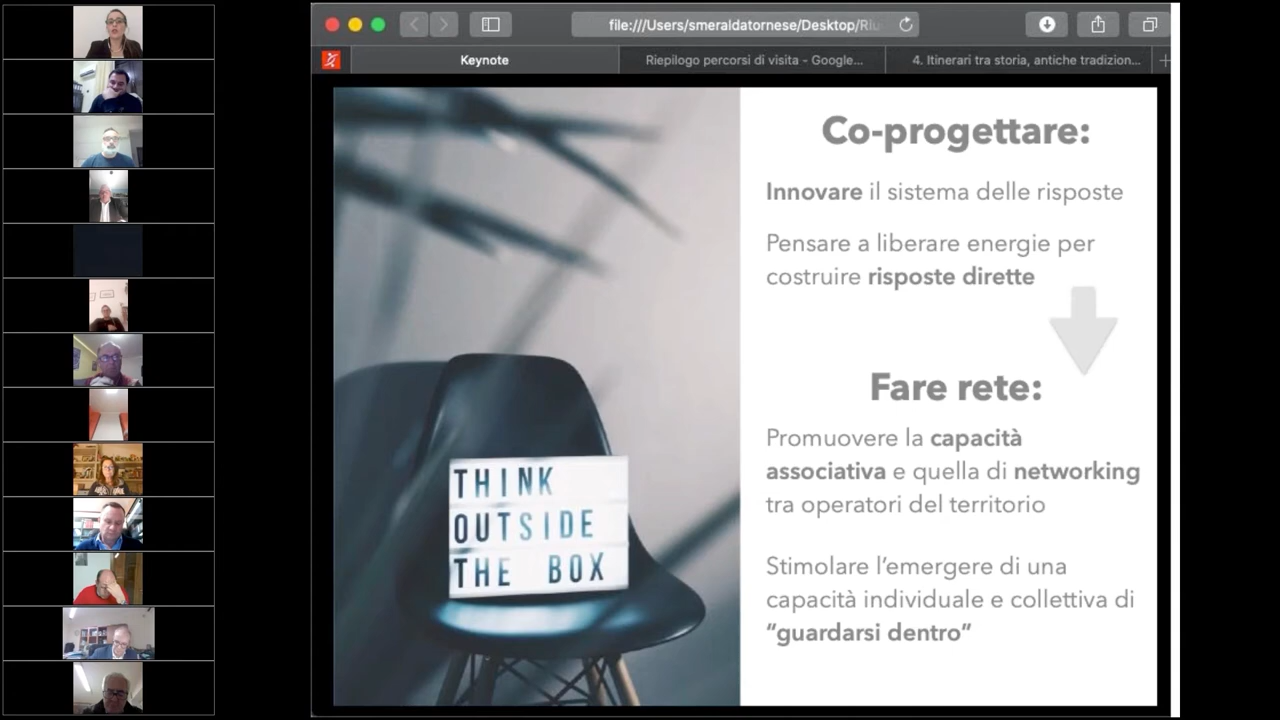 file:///Users/smeraldatornese/Desktop/Riu
Keynote
Riepilogo percorsi di visita - Google...
4. Itinerari tra storia, antiche tradizion...
Co-progettare:
Innovare il sistema delle risposte
Pensare a liberare energie per
costruire risposte dirette
Fare rete:
Promuovere la capacità
associativa e quella di networking
tra operatori del territorio
Stimolare l’emergere di una
capacità individuale e collettiva di
“guardarsi dentro”
THINK
OUTSIDE
THE BOX